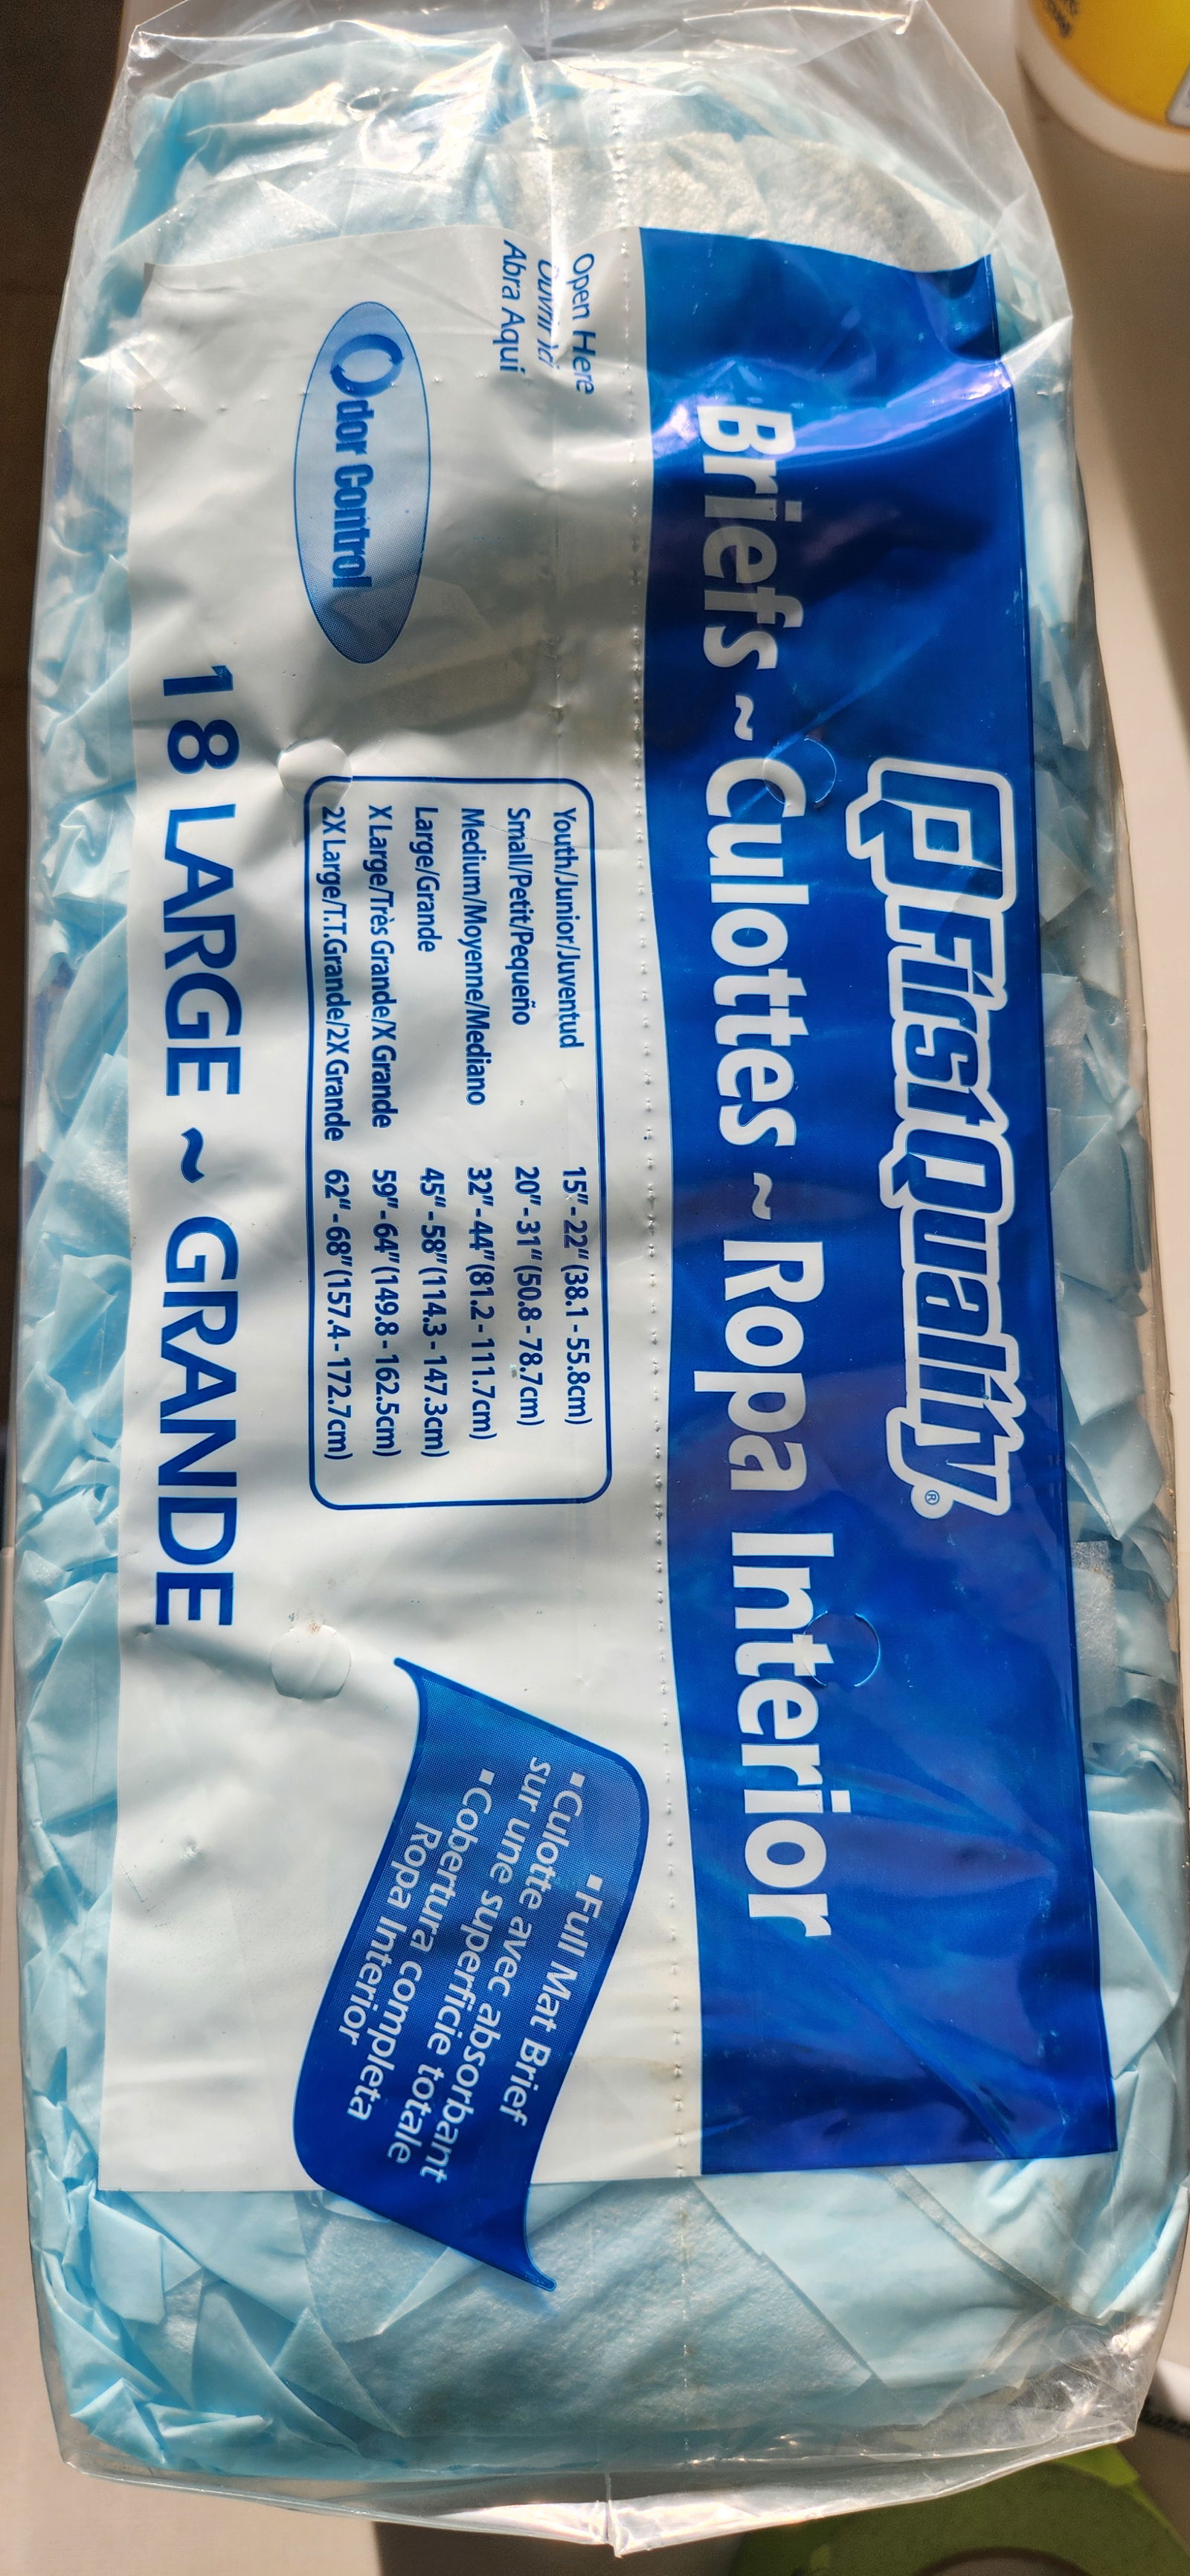 FirstQuality®
Briefs ~ Culottes ~ Ropa Interior
Open Here
Ouvrir Ici
Abra Aquí
Odor Control
Youth/Junior/Juventud 15"-22" (38.1 - 55.8cm)
Small/Petit/Pequeño 20"-31" (50.8 - 78.7cm)
Medium/Moyenne/Mediano 32"-44" (81.2 - 111.7cm)
Large/Grande 45"-58" (114.3 - 147.3cm)
X Large/Très Grande/X Grande 59"-64" (149.8 - 162.5cm)
2X Large/T.T.Grande/2X Grande 62"-68" (157.4 - 172.7cm)
▪Full Mat Brief
▪Culotte avec absorbant
sur une superficie totale
▪Cobertura completa
Ropa Interior
18 LARGE ~ GRANDE